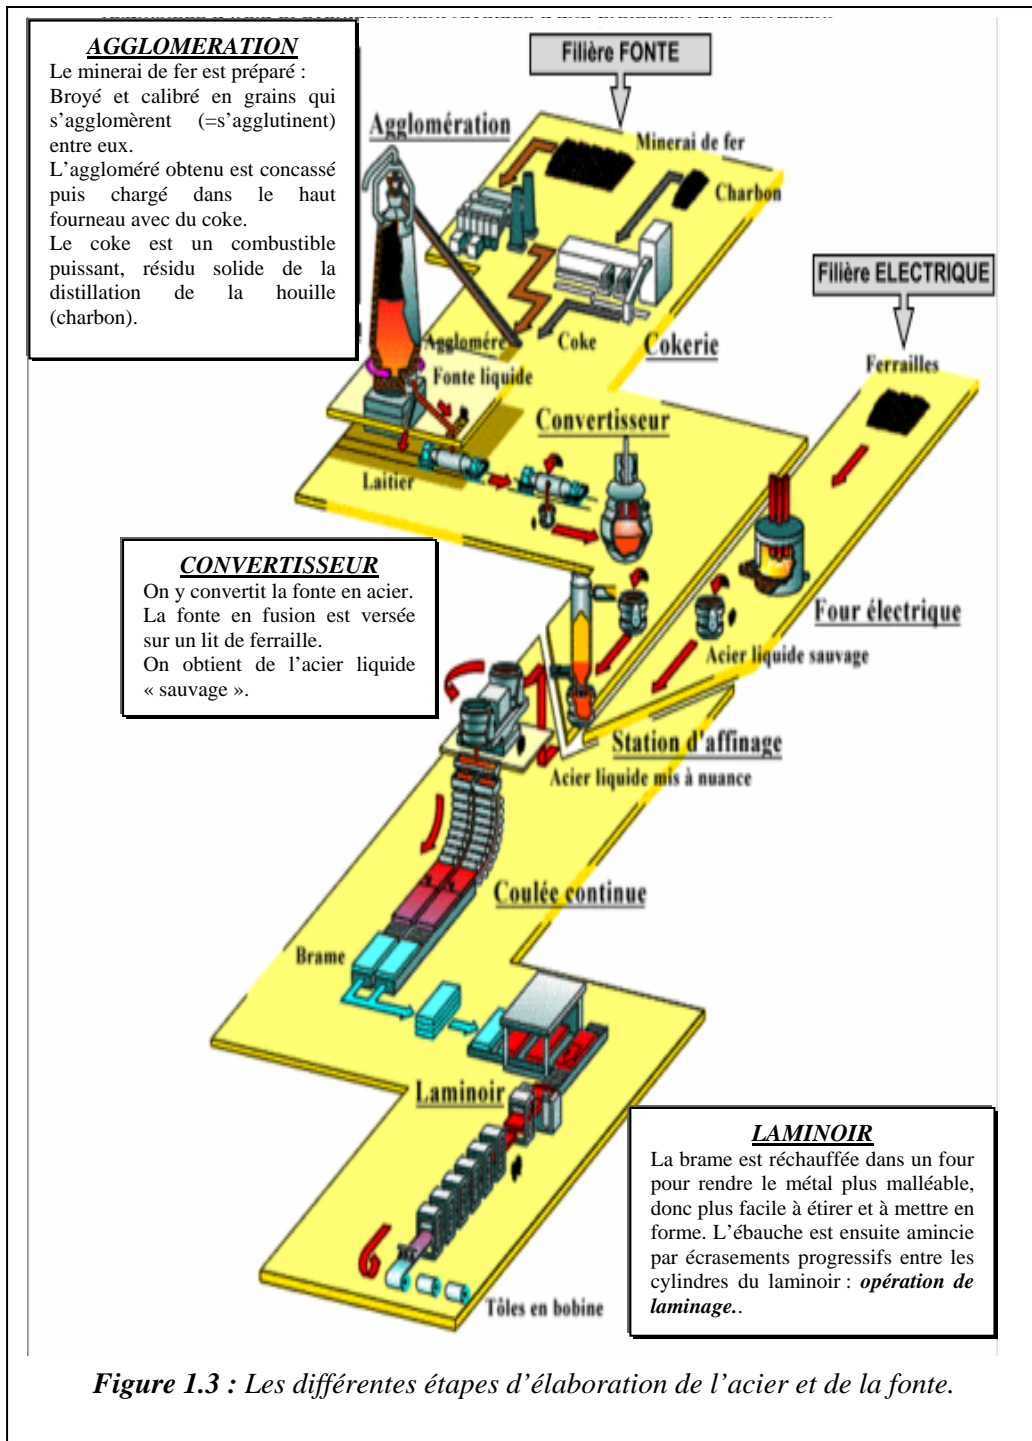 AGGLOMERATION
Le minerai de fer est préparé :
Broyé et calibré en grains qui
s’agglomèrent (=s’agglutinent)
entre eux.
L’aggloméré obtenu est concassé
puis chargé dans le haut
fourneau avec du coke.
Le coke est un combustible
puissant, résidu solide de la
distillation de la houille
(charbon).
Filière FONTE
Agglomération
Minerai de fer
Charbon
Filière ELECTRIQUE
Aggloméré
Coke
Cokerie
Ferrailles
Fonte liquide
Convertisseur
Laitier
CONVERTISSEUR
On y convertit la fonte en acier.
La fonte en fusion est versée
sur un lit de ferraille.
On obtient de l’acier liquide
« sauvage ».
Four électrique
Acier liquide sauvage
Station d'affinage
Acier liquide mis à nuance
Coulée continue
Brame
Laminoir
LAMINOIR
La brame est réchauffée dans un four
pour rendre le métal plus malléable,
donc plus facile à étirer et à mettre en
forme. L’ébauche est ensuite amincie
par écrasements progressifs entre les
cylindres du laminoir : opération de
laminage..
Tôles en bobine
Figure 1.3 : Les différentes étapes d’élaboration de l’acier et de la fonte.